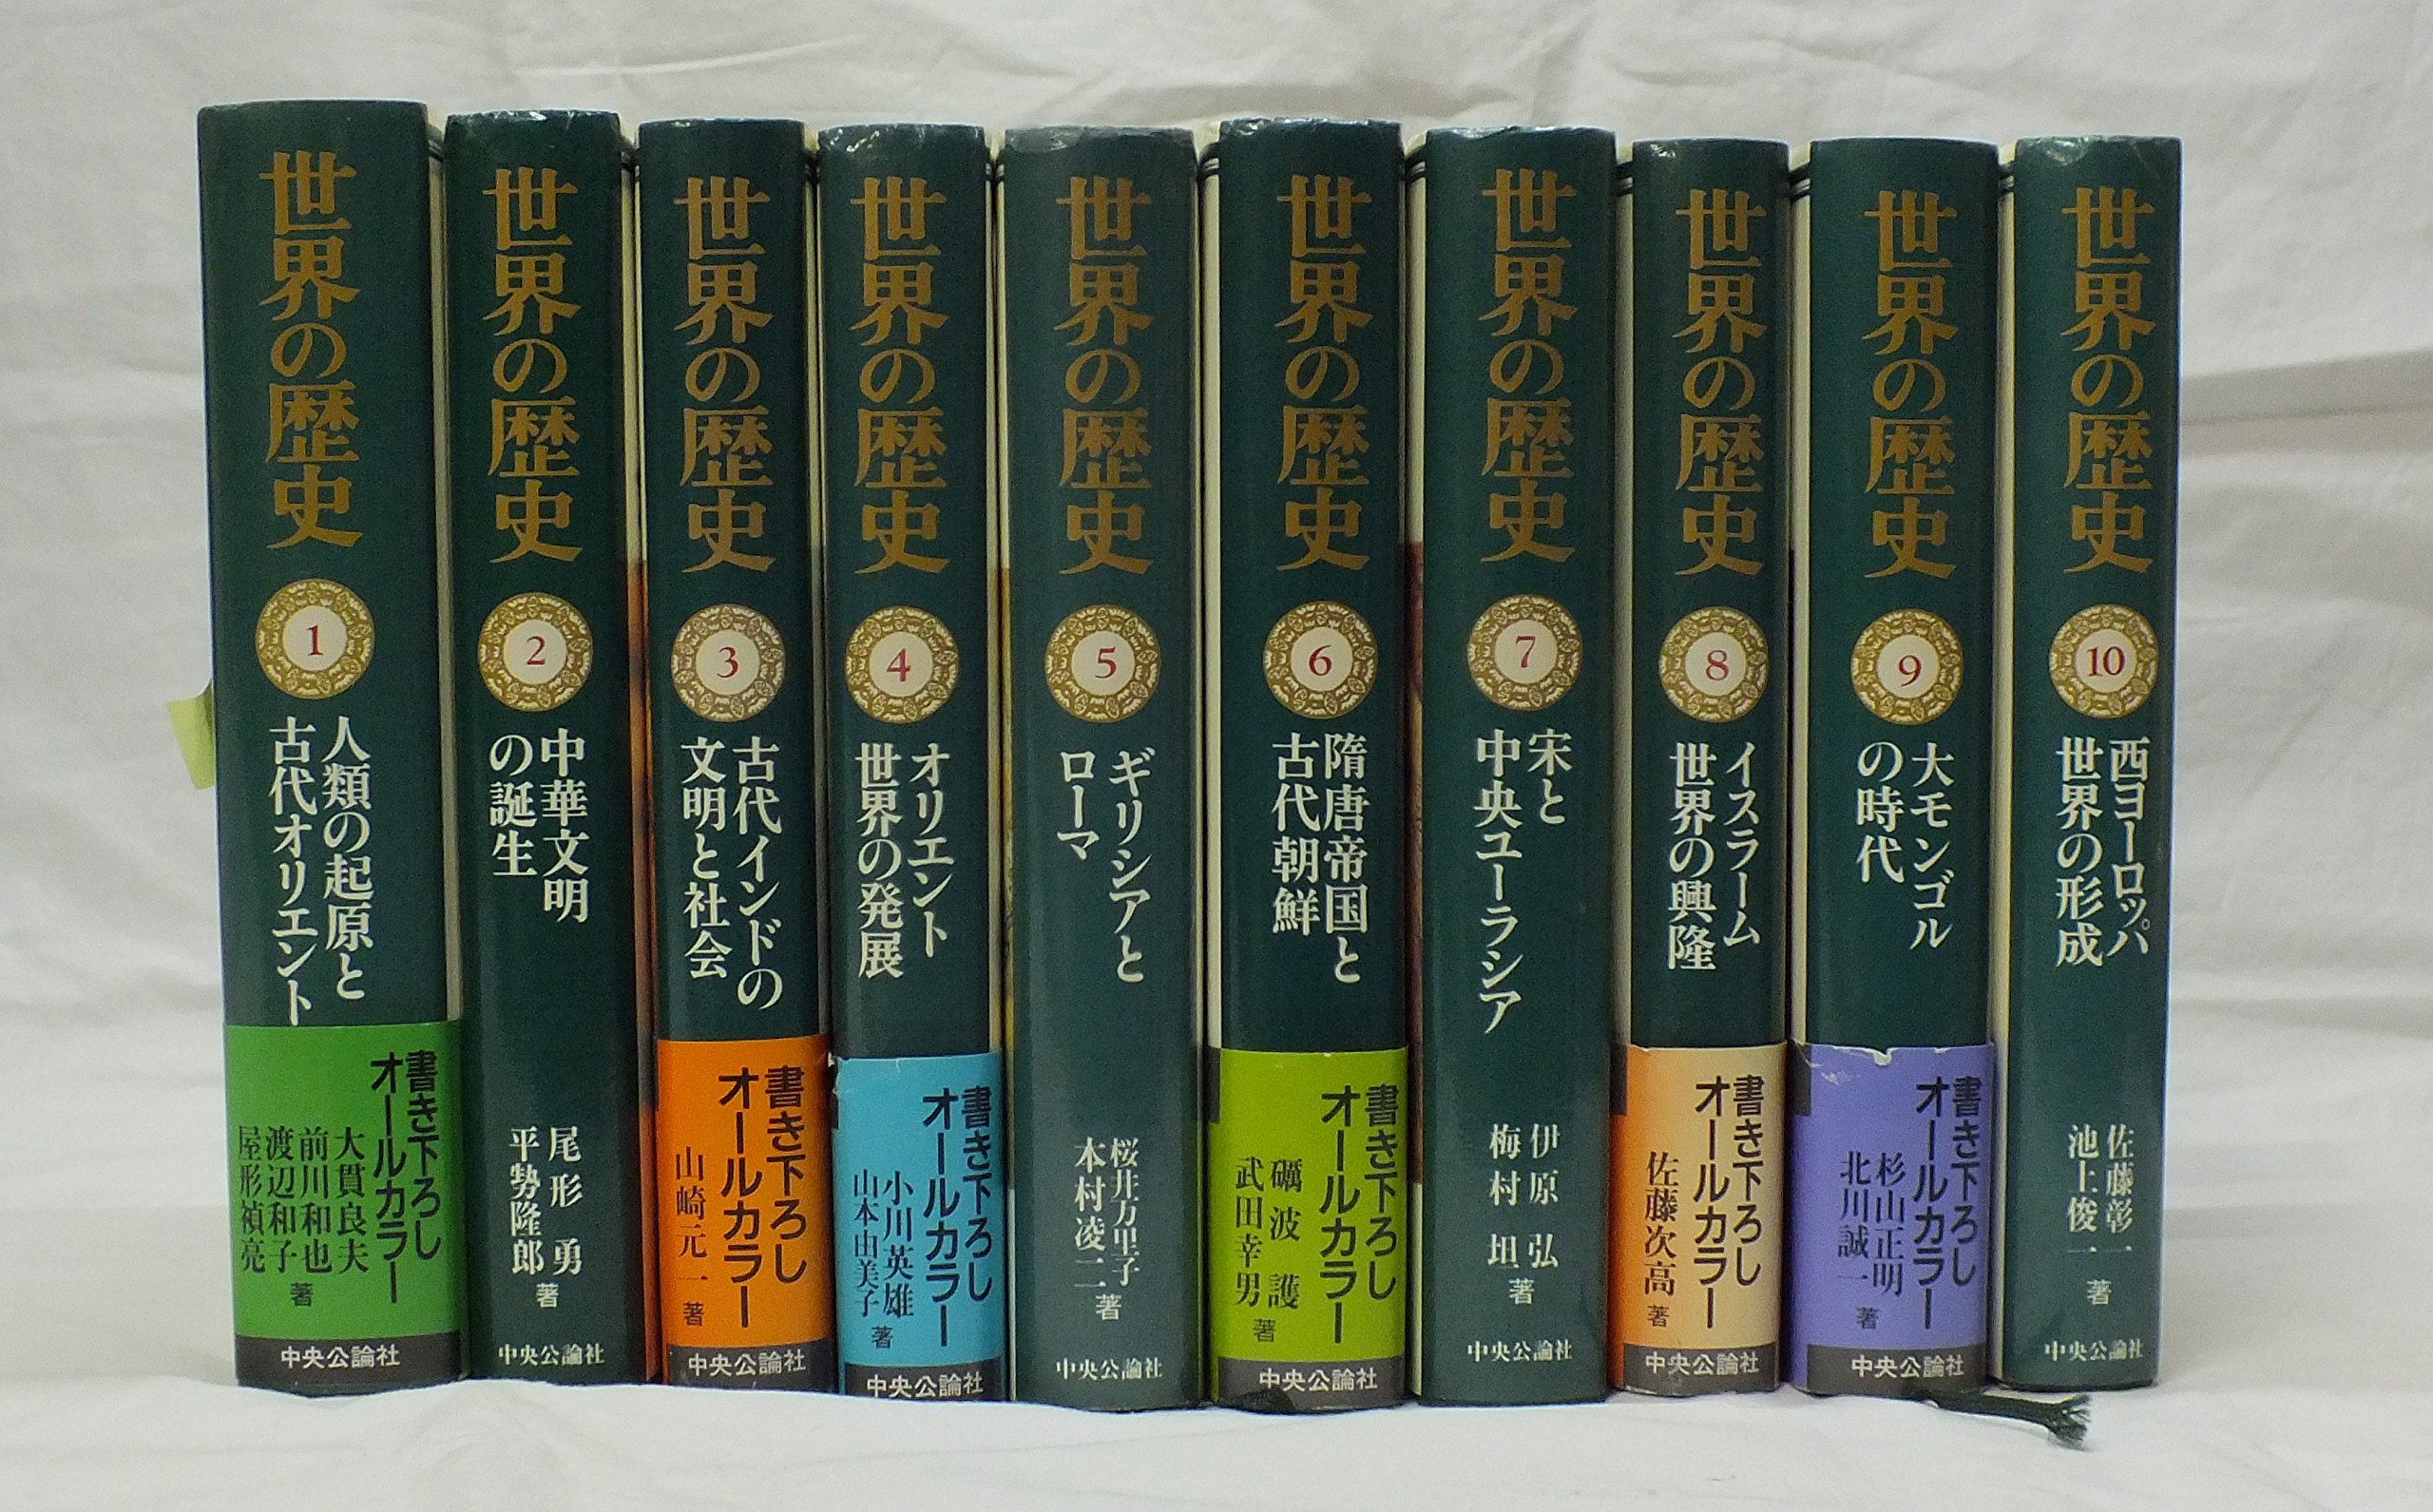 世界の歴史
1
人類の起原と
古代オリエント
書き下ろし
オールカラー
大貫良夫
前川和也
渡辺和子
屋形禎亮
著
中央公論社
世界の歴史
2
中華文明
の誕生
尾形 勇
平勢隆郎
著
中央公論社
世界の歴史
3
古代インドの
文明と社会
書き下ろし
オールカラー
山崎元一
著
中央公論社
世界の歴史
4
オリエント
世界の発展
書き下ろし
オールカラー
小川英雄
山本由美子
著
中央公論社
世界の歴史
5
ギリシアと
ローマ
桜井万里子
本村凌二
著
中央公論社
世界の歴史
6
隋唐帝国と
古代朝鮮
書き下ろし
オールカラー
礪波 護
武田幸男
著
中央公論社
世界の歴史
7
宋と
中央ユーラシア
伊原 弘
梅村 坦
著
中央公論社
世界の歴史
8
イスラーム
世界の興隆
書き下ろし
オールカラー
佐藤次高
著
中央公論社
世界の歴史
9
大モンゴル
の時代
書き下ろし
オールカラー
杉山正明
北川誠一
著
中央公論社
世界の歴史
10
西ヨーロッパ
世界の形成
佐藤彰一
池上俊一
著
中央公論社